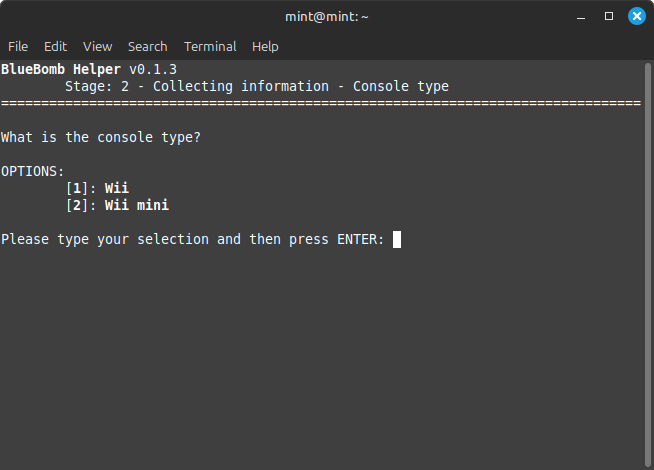 mint@mint: ~
File Edit View Search Terminal Help
BlueBomb Helper v0.1.3
Stage: 2 - Collecting information - Console type
================================================================================
What is the console type?
OPTIONS:
[1]: Wii
[2]: Wii mini
Please type your selection and then press ENTER: